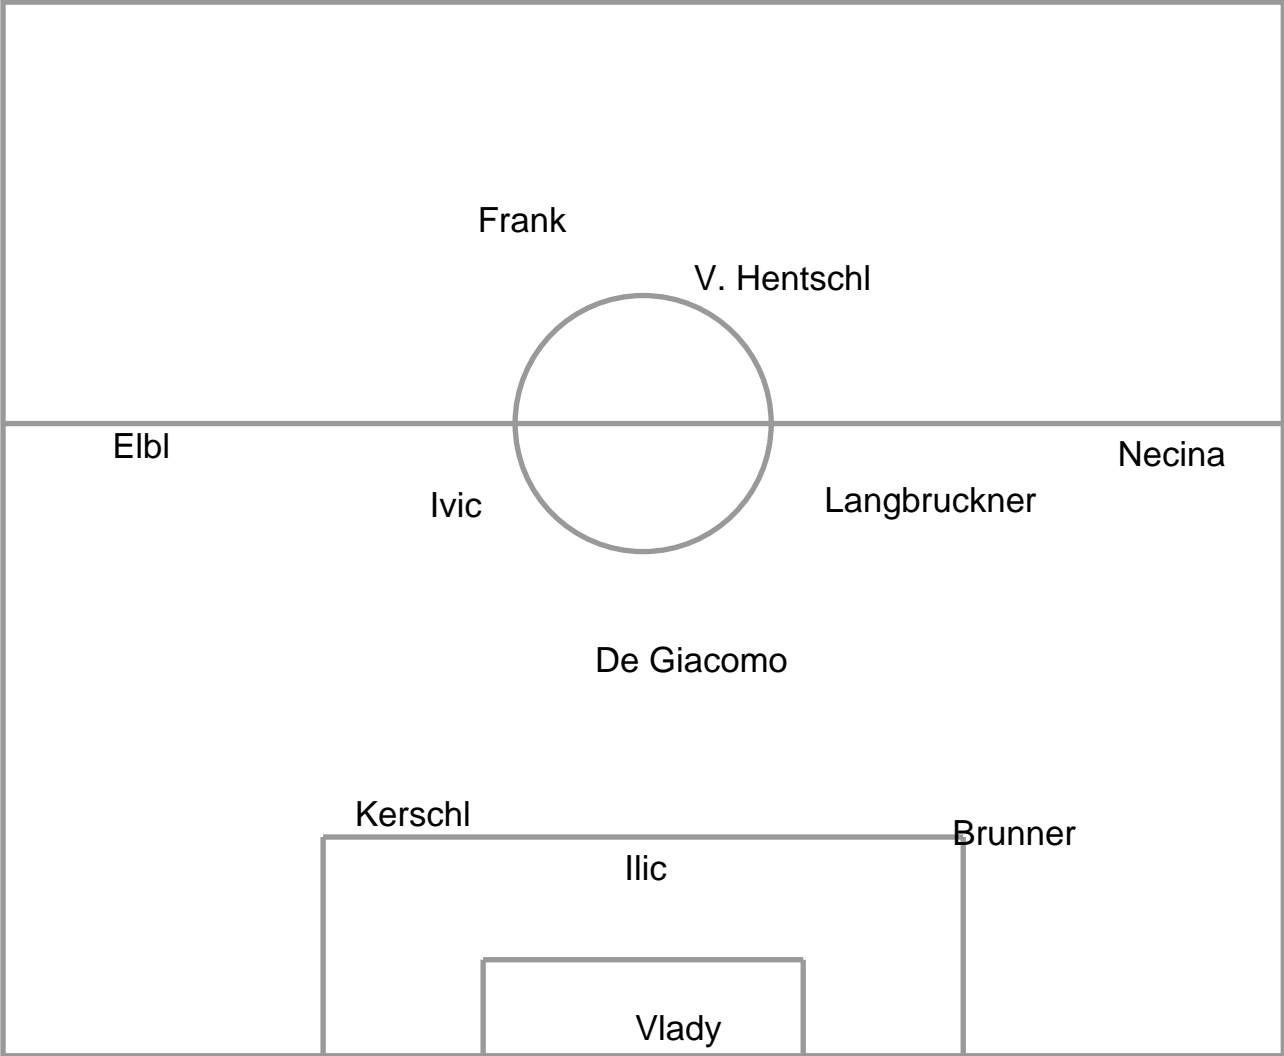 Frank
V. Hentschl
Elbl
Necina
Ivic
Langbruckner
De Giacomo
Kerschl
Brunner
Ilic
Vlady